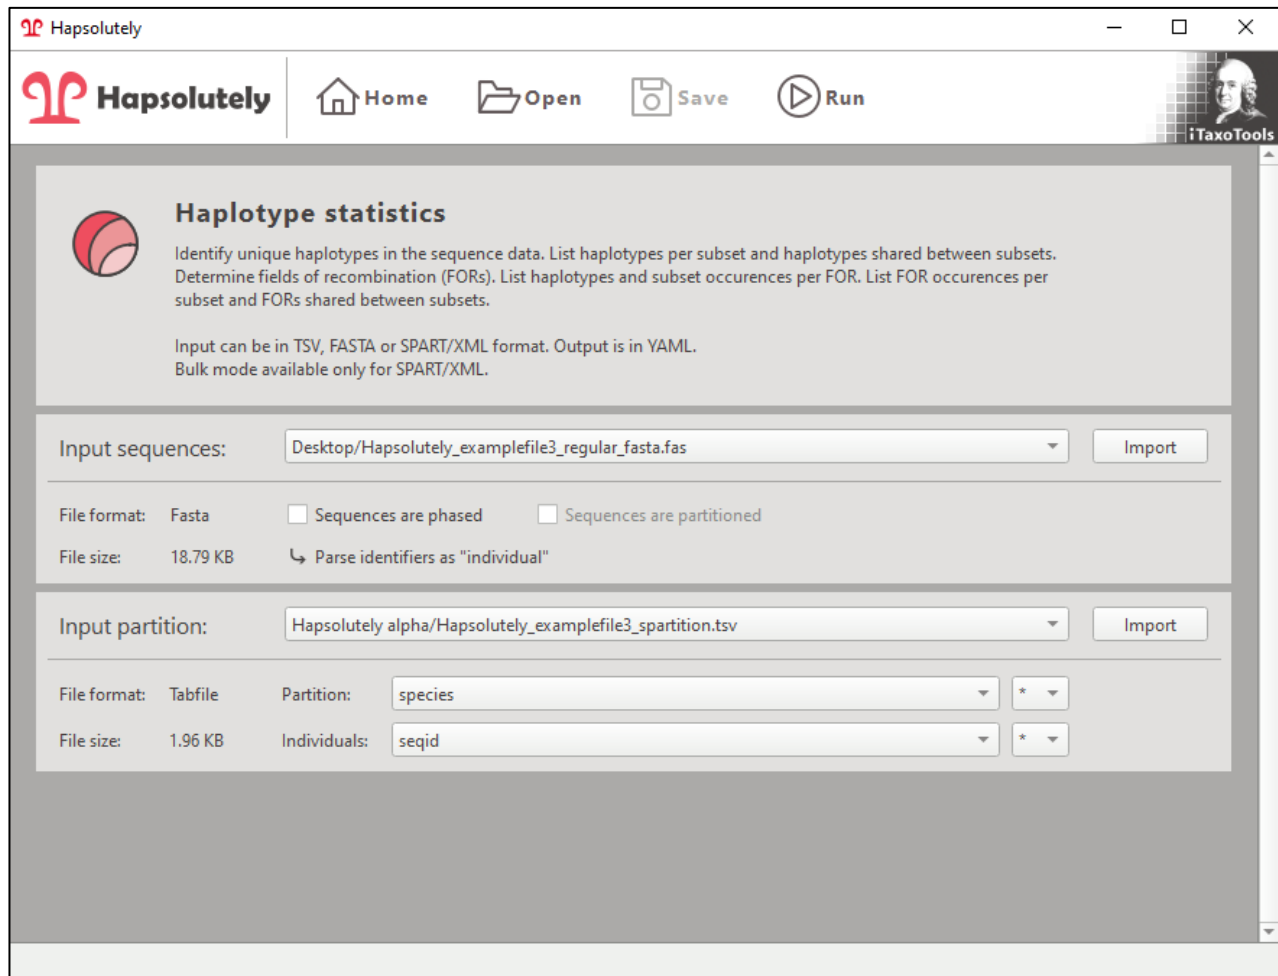 Hapsolutely
Hapsolutely Home Open Save Run
iTaxoTools
Haplotype statistics
Identify unique haplotypes in the sequence data. List haplotypes per subset and haplotypes shared between subsets.
Determine fields of recombination (FORs). List haplotypes and subset occurences per FOR. List FOR occurences per
subset and FORs shared between subsets.
Input can be in TSV, FASTA or SPART/XML format. Output is in YAML.
Bulk mode available only for SPART/XML.
Input sequences: Desktop/Hapsolutely_examplefile3_regular_fasta.fas Import
File format: Fasta Sequences are phased Sequences are partitioned
File size: 18.79 KB Parse identifiers as "individual"
Input partition: Hapsolutely alpha/Hapsolutely_examplefile3_spartition.tsv Import
File format: Tabfile Partition: species *
File size: 1.96 KB Individuals: seqid *